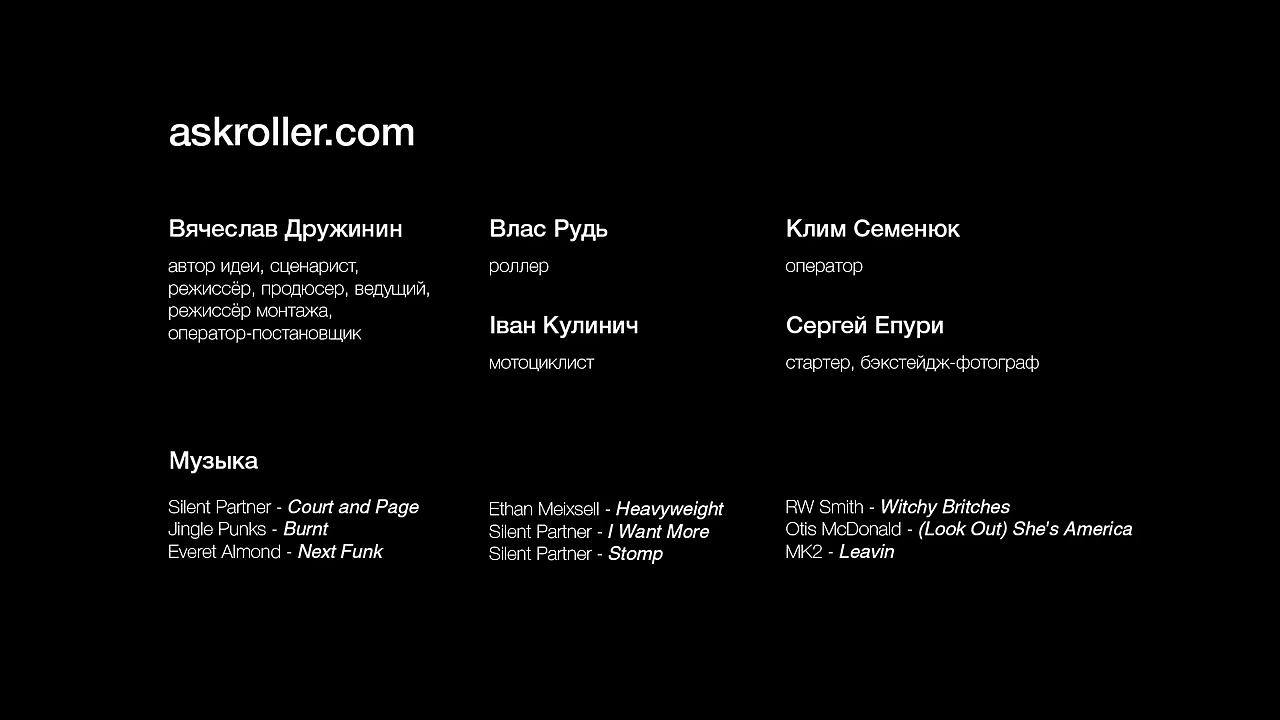 askroller.com
Вячеслав Дружинин
автор идеи, сценарист,
режиссёр, продюсер, ведущий,
режиссёр монтажа,
оператор-постановщик
Влас Рудь
роллер
Іван Кулинич
мотоциклист
Клим Семенюк
оператор
Сергей Епури
стартер, бэкстейдж-фотограф
Музыка
Silent Partner - Court and Page
Jingle Punks - Burnt
Everet Almond - Next Funk
Ethan Meixsell - Heavyweight
Silent Partner - I Want More
Silent Partner - Stomp
RW Smith - Witchy Britches
Otis McDonald - (Look Out) She's America
MK2 - Leavin